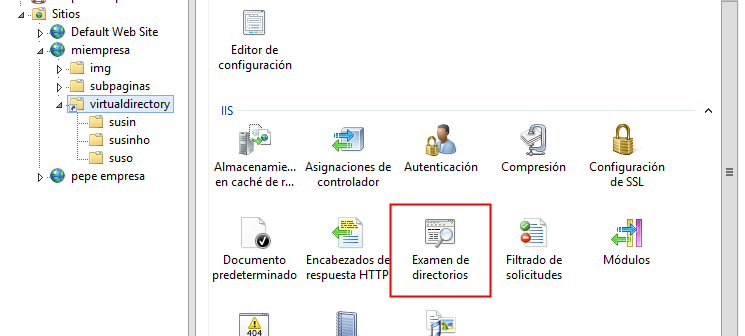 Sitios
Default Web Site
miempresa
img
subpaginas
virtualdirectory
susin
susinho
suso
pepe empresa
Editor de
configuración
IIS
Almacenamie...
en caché de r...
Asignaciones de
controlador
Autenticación
Compresión
Configuración
de SSL
Documento
predeterminado
Encabezados de
respuesta HTTP
Examen de
directorios
Filtrado de
solicitudes
Módulos
404